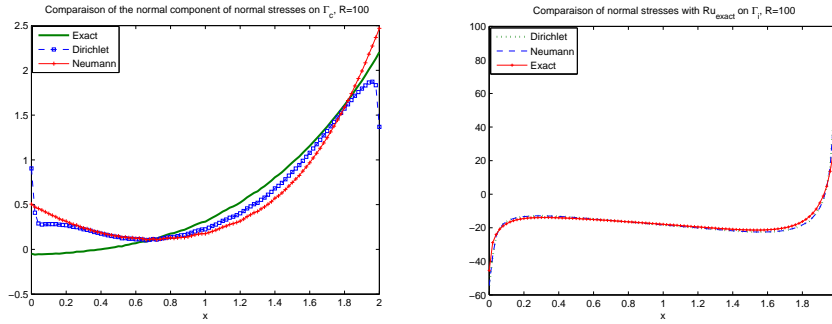 Comparaison of the normal component of normal stresses on Γc, R=100
2.5
2
1.5
1
0.5
0
−0.5
Exact
Dirichlet
Neumann
0 0.2 0.4 0.6 0.8 1 1.2 1.4 1.6 1.8 2
x
Comparaison of normal stresses with Ruexact on Γi, R=100
100
80
60
40
20
0
−20
−40
−60
Dirichlet
Neumann
Exact
0 0.2 0.4 0.6 0.8 1 1.2 1.4 1.6 1.8
x